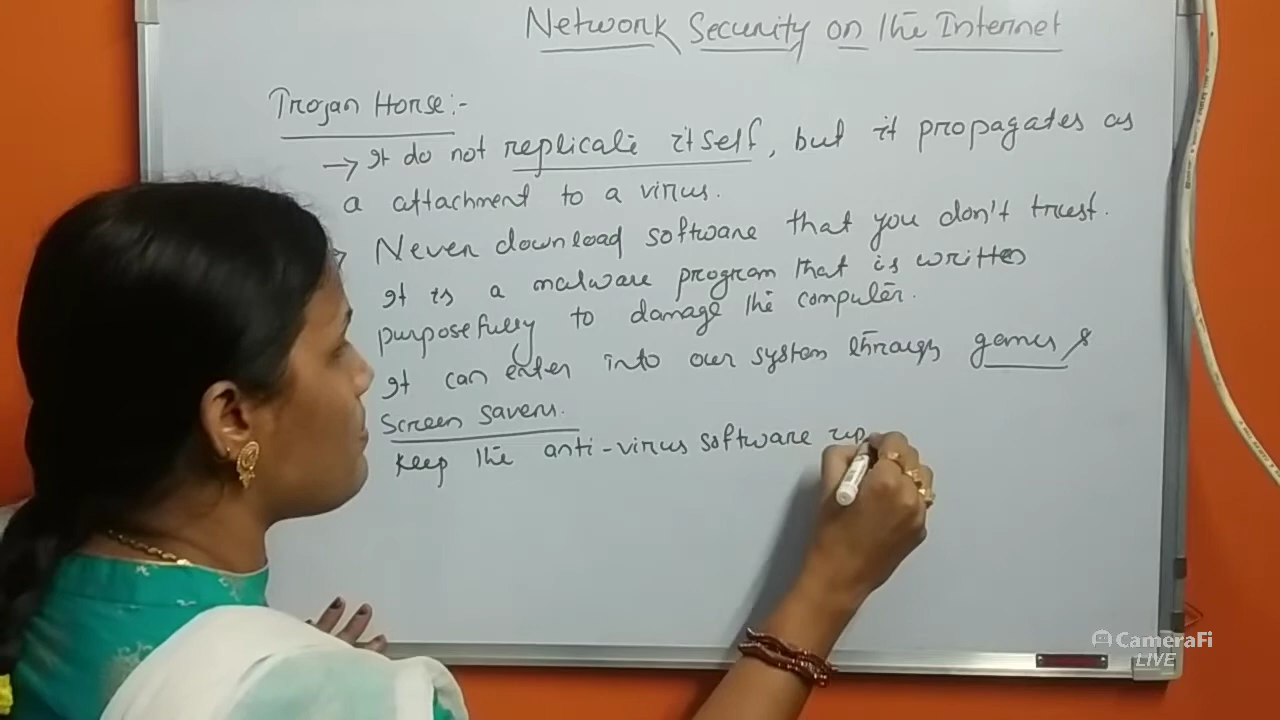 Network Security on the Internet
Trojan Horse:-
→ It do not replicate itself, but it propagates as
a attachment to a virus.
→ Never download software that you don't trust.
It is a malware program that is written
purposefully to damage the computer.
It can enter into our system through games &
Screen savers.
Keep the anti-virus software up
CameraFi
LIVE